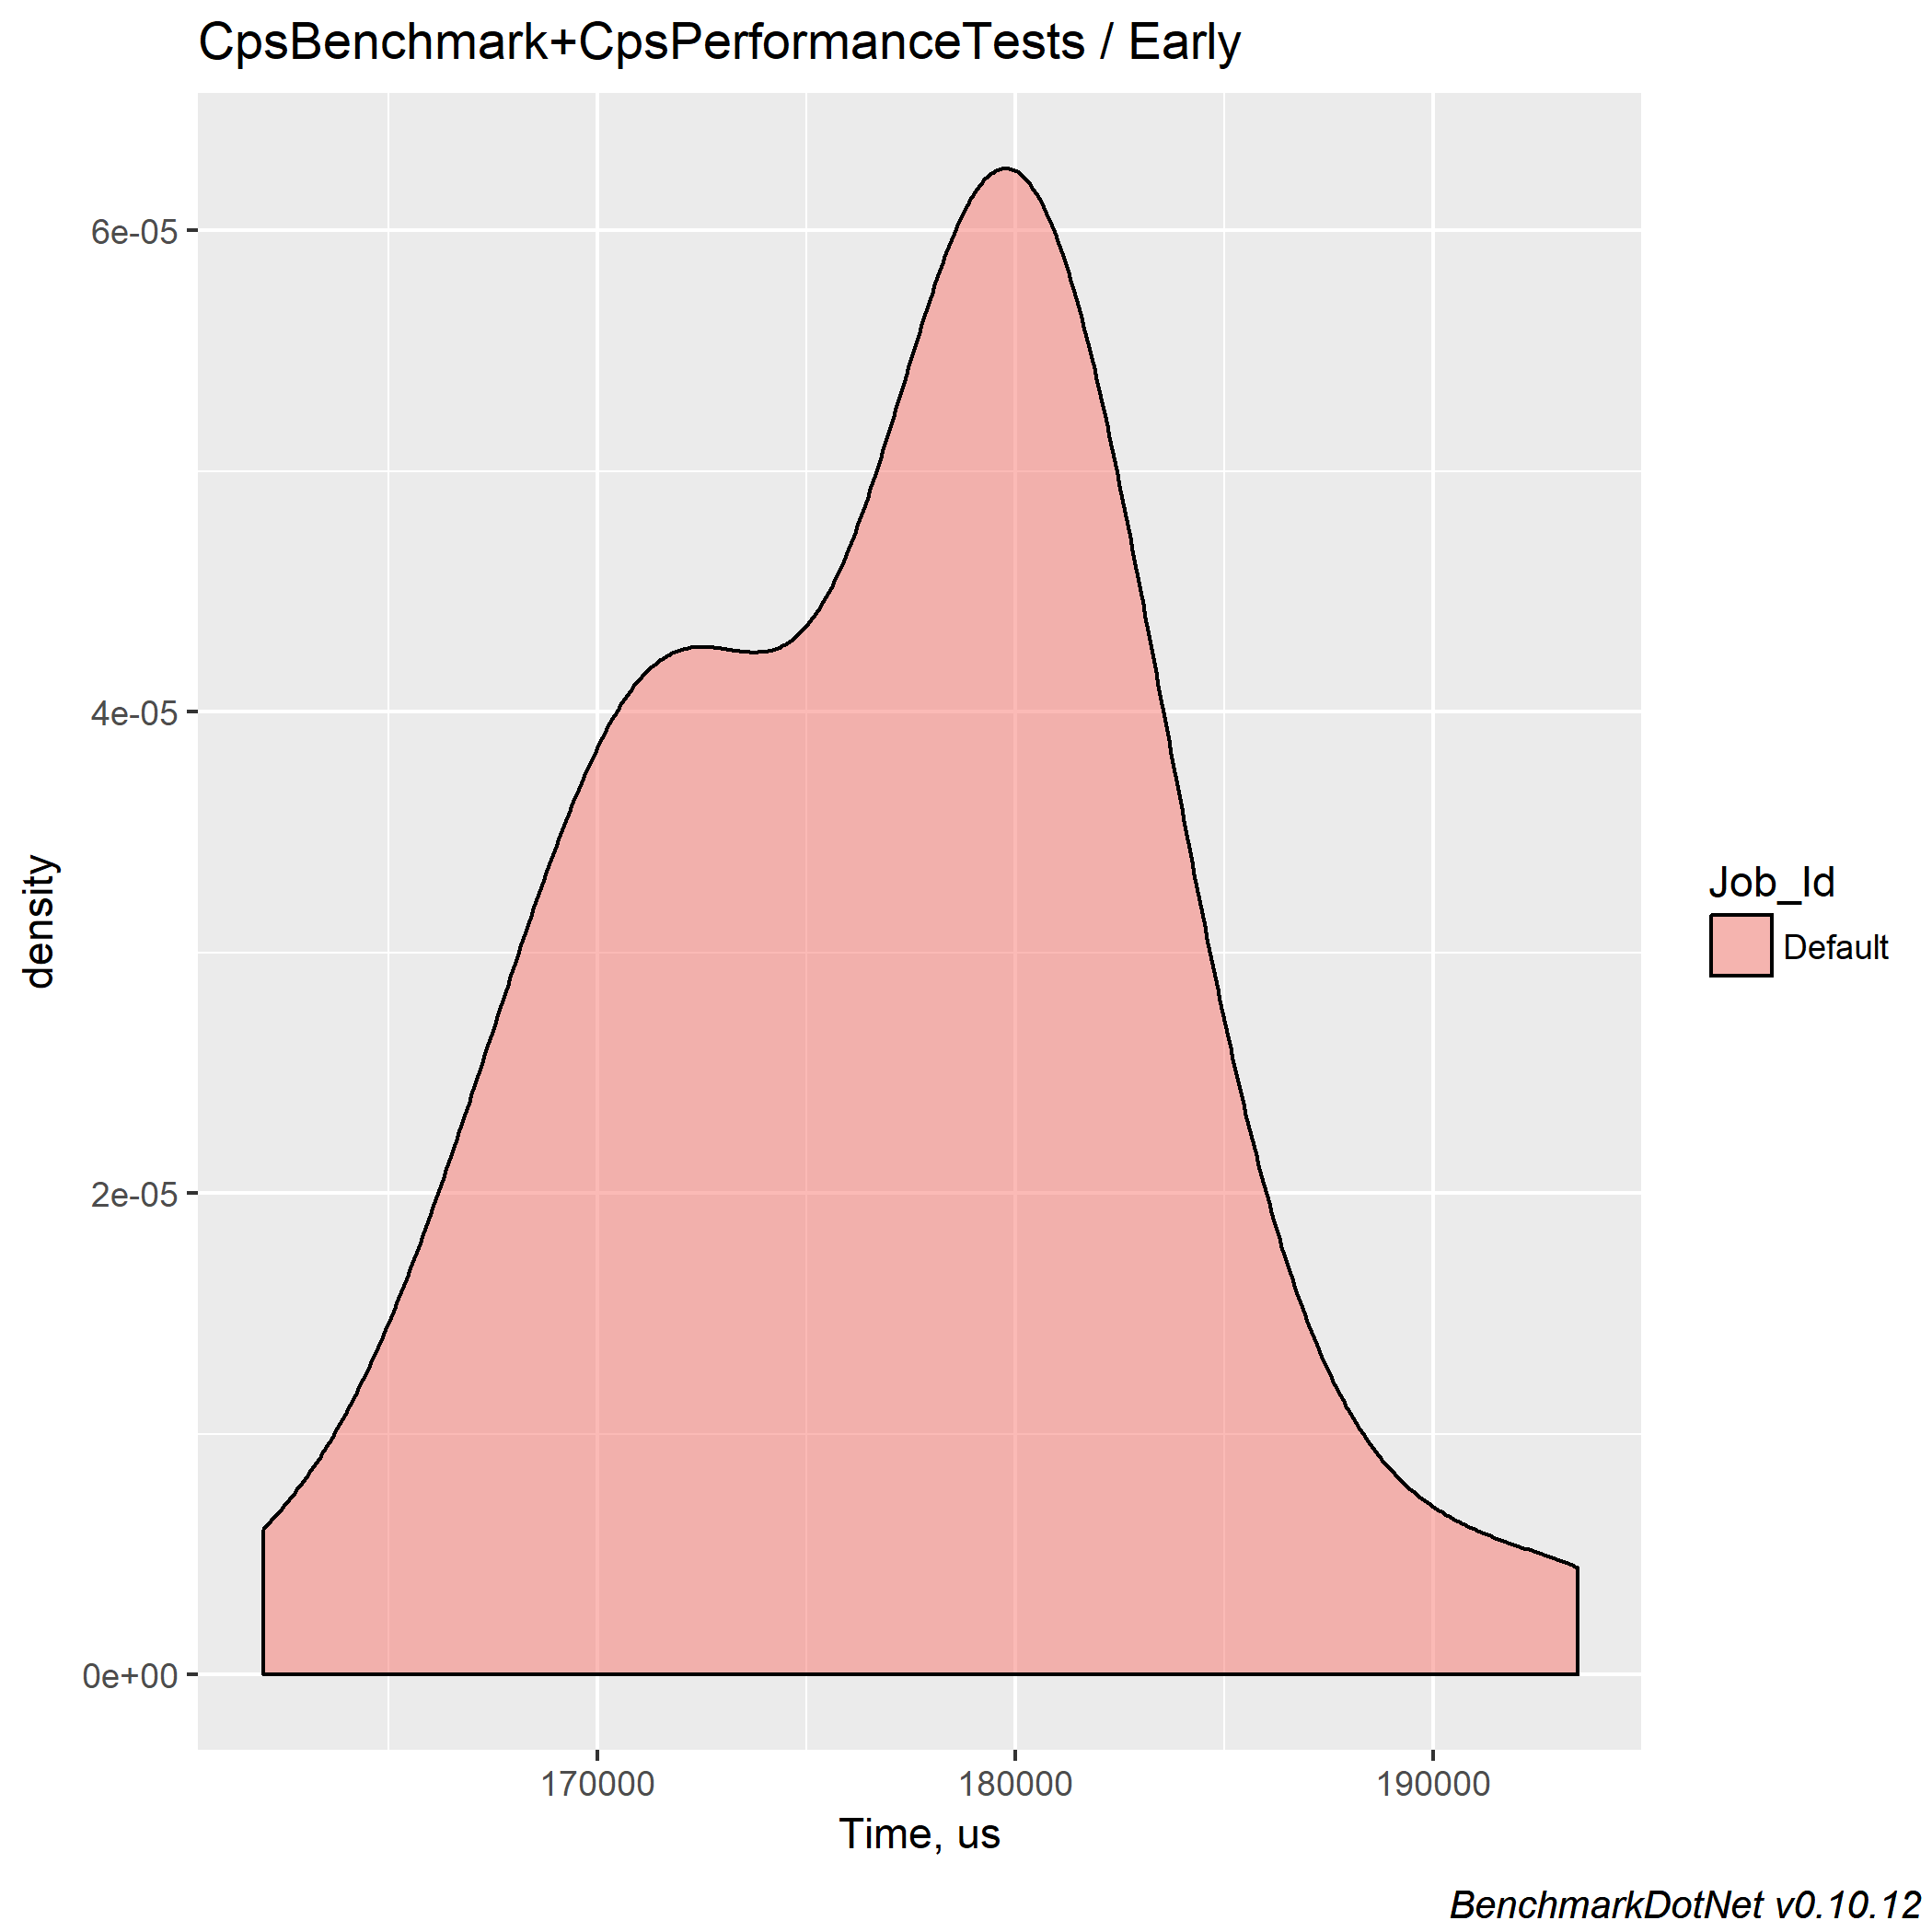 CpsBenchmark+CpsPerformanceTests / Early
density
6e-05
4e-05
2e-05
0e+00
170000 180000 190000
Time, us
Job_Id
Default
BenchmarkDotNet v0.10.12